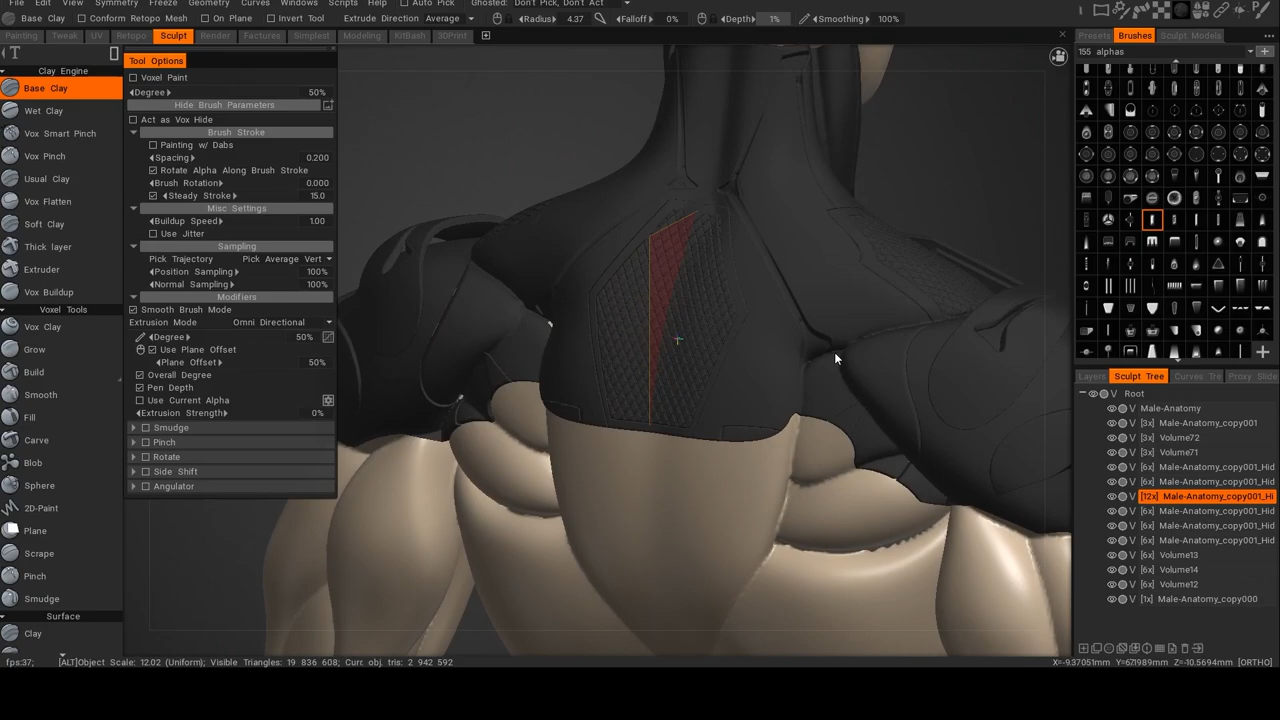 File Edit View Symmetry Freeze Geometry Curves Windows Scripts Help Auto Pick Ghosted: Don't Pick, Don't Act
Base Clay Conform Retopo Mesh On Plane Invert Tool Extrude Direction Average Radius 4.37 Falloff 0% Depth 1% Smoothing 100%
Painting Tweak UV Retopo Sculpt Render Factures Simplest Modeling KitBash 3DPrint
Presets Brushes Sculpt Models
155 alphas
Clay Engine
Base Clay
Wet Clay
Vox Smart Pinch
Vox Pinch
Usual Clay
Vox Flatten
Soft Clay
Thick layer
Extruder
Vox Buildup
Voxel Tools
Vox Clay
Grow
Build
Smooth
Fill
Carve
Blob
Sphere
2D-Paint
Plane
Scrape
Pinch
Smudge
Surface
Clay
Tool Options
Voxel Paint
Degree 50%
Hide Brush Parameters
Act as Vox Hide
Brush Stroke
Painting w/ Dabs
Spacing 0.200
Rotate Alpha Along Brush Stroke
Brush Rotation 0.000
Steady Stroke 15.0
Misc Settings
Buildup Speed 1.00
Use Jitter
Sampling
Pick Trajectory Pick Average Vert
Position Sampling 100%
Normal Sampling 100%
Modifiers
Smooth Brush Mode
Extrusion Mode Omni Directional
Degree 50%
Use Plane Offset
Plane Offset 50%
Overall Degree
Pen Depth
Use Current Alpha
Extrusion Strength 0%
Smudge
Pinch
Rotate
Side Shift
Angulator
Layers Sculpt Tree Curves Tre Proxy Slide
V Root
V Male-Anatomy
V [3x] Male-Anatomy_copy001
V [3x] Volume72
V [3x] Volume71
V [6x] Male-Anatomy_copy001_Hid
V [6x] Male-Anatomy_copy001_Hid
V [12x] Male-Anatomy_copy001_Hi
V [6x] Male-Anatomy_copy001_Hid
V [6x] Male-Anatomy_copy001_Hid
V [6x] Male-Anatomy_copy001_Hid
V [6x] Volume13
V [6x] Volume14
V [6x] Volume12
V [1x] Male-Anatomy_copy000
fps:37; [ALT]Object Scale: 12.02 (Uniform); Visible Triangles: 19 836 608; Curr. obj. tris: 2 942 592
X=-9.37051mm Y=67.1989mm Z=-10.5694mm [ORTHO]